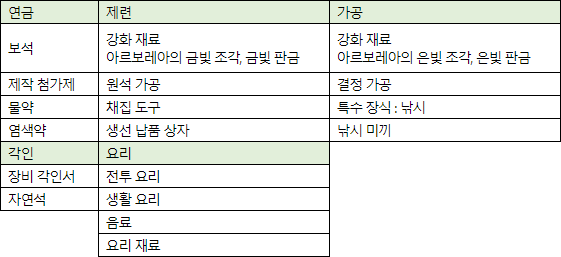 연금 제련 가공
보석 강화 재료 강화 재료
아르보레아의 금빛 조각, 금빛 판금 아르보레아의 은빛 조각, 은빛 판금
제작 첨가제 원석 가공 결정 가공
물약 채집 도구 특수 장식 : 낚시
염색약 생선 납품 상자 낚시 미끼
각인 요리
장비 각인서 전투 요리
자연석 생활 요리
음료
요리 재료